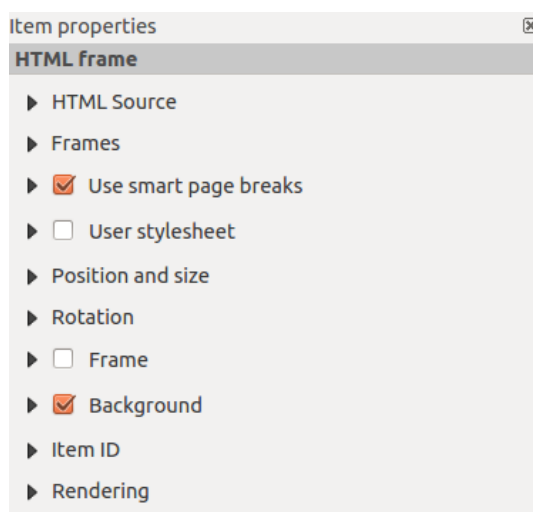 Item properties
HTML frame
HTML Source
Frames
Use smart page breaks
User stylesheet
Position and size
Rotation
Frame
Background
Item ID
Rendering